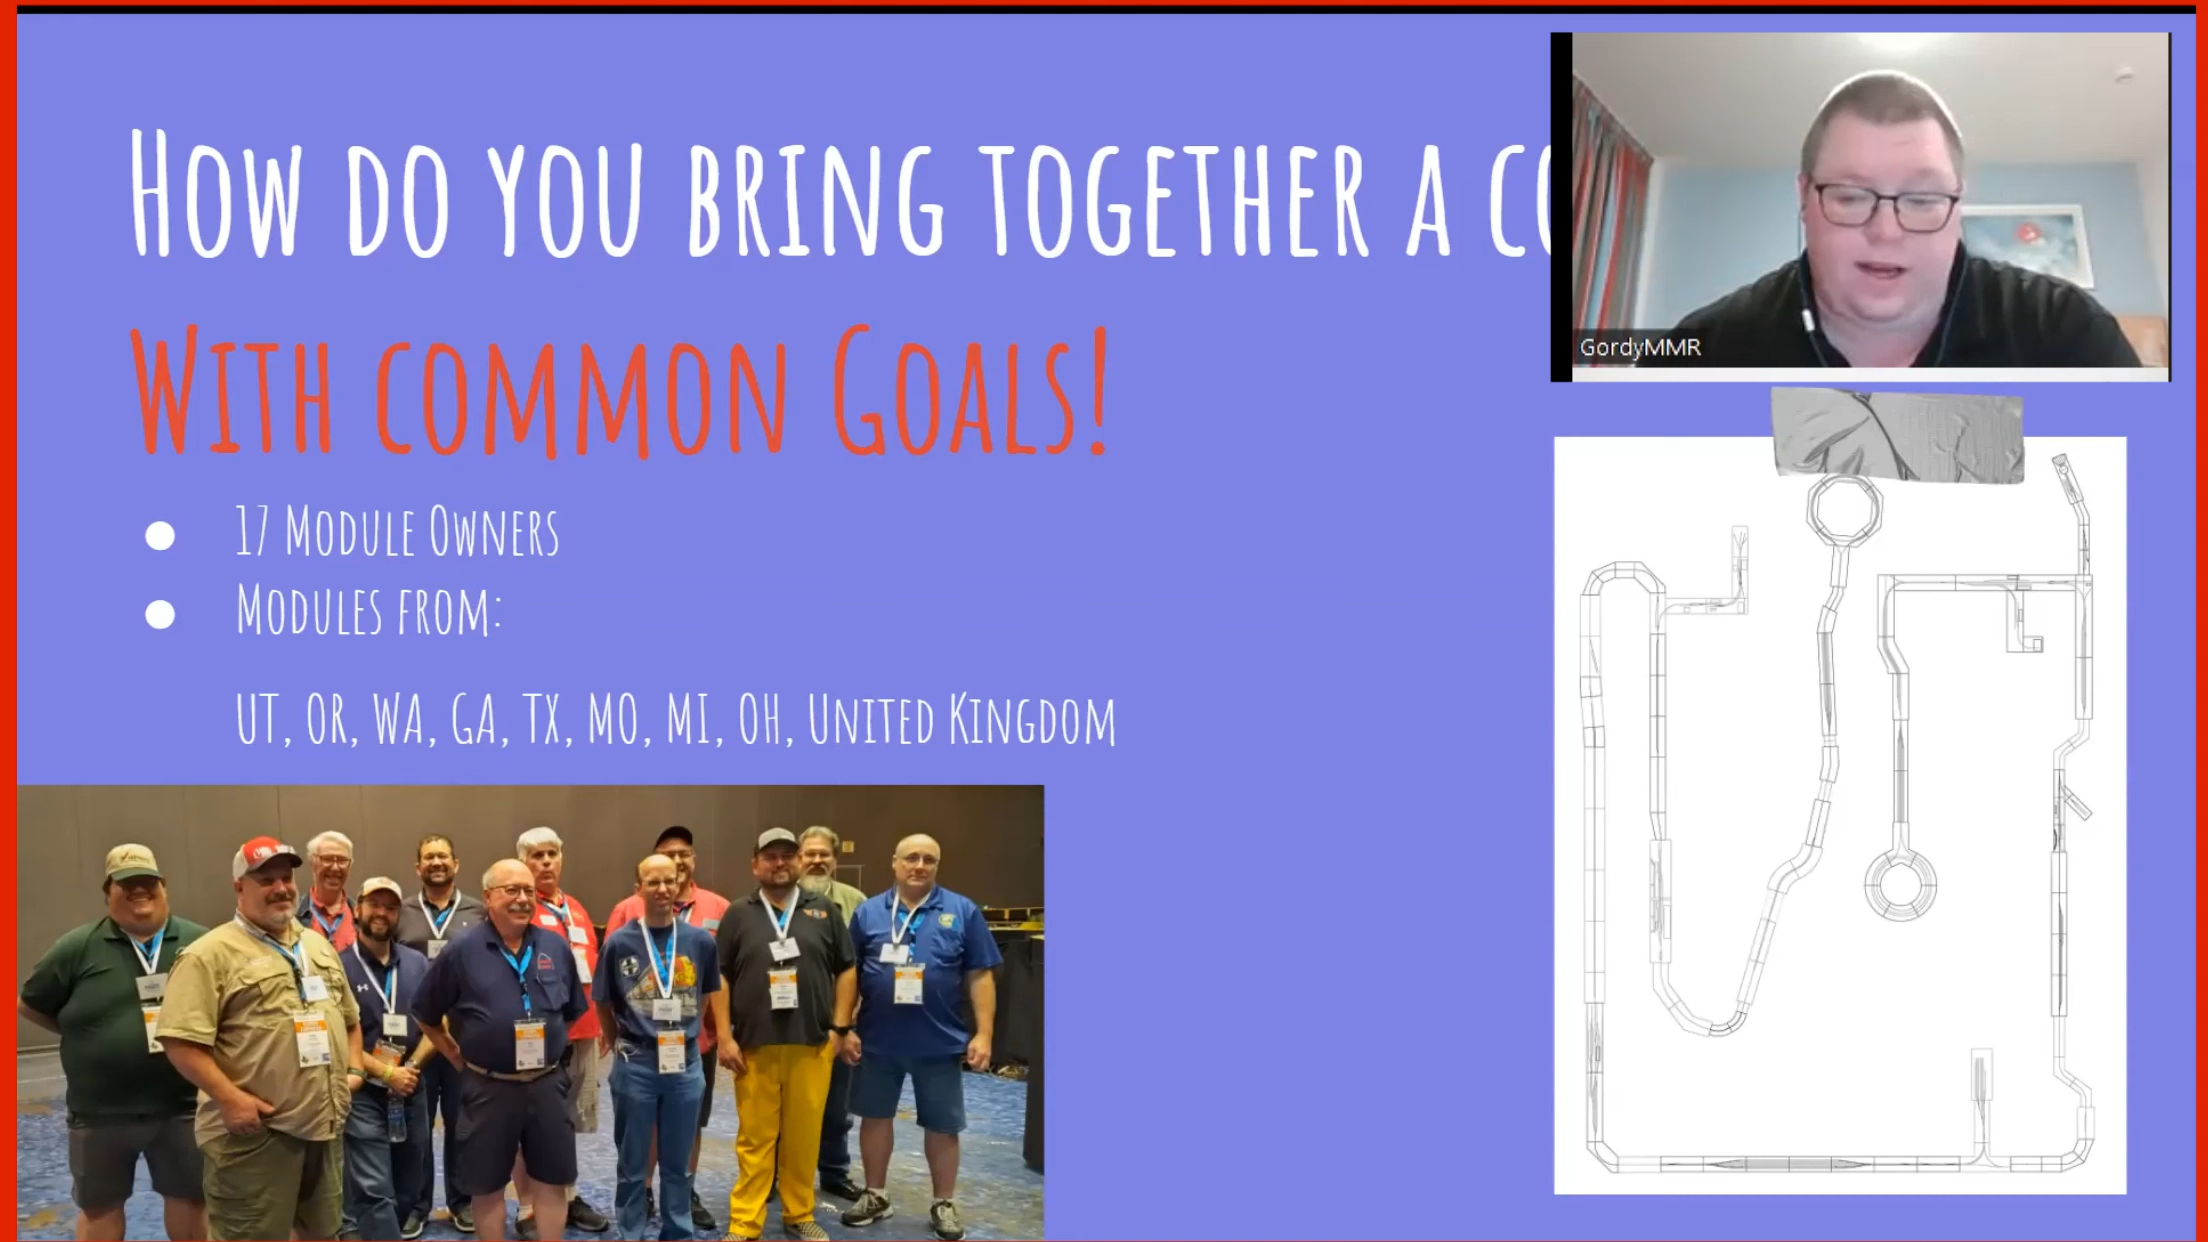 How do you bring together a co
With common Goals!
17 Module Owners
Modules from:
UT, OR, WA, GA, TX, MO, MI, OH, United Kingdom
GordyMMR